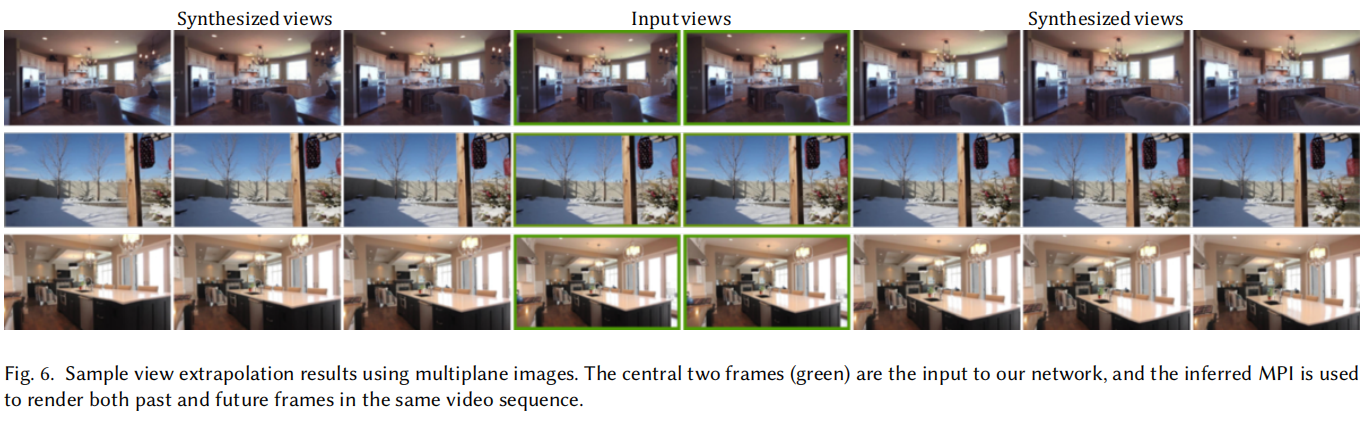 Synthesized views Input views Synthesized views
Fig. 6. Sample view extrapolation results using multiplane images. The central two frames (green) are the input to our network, and the inferred MPI is used
to render both past and future frames in the same video sequence.